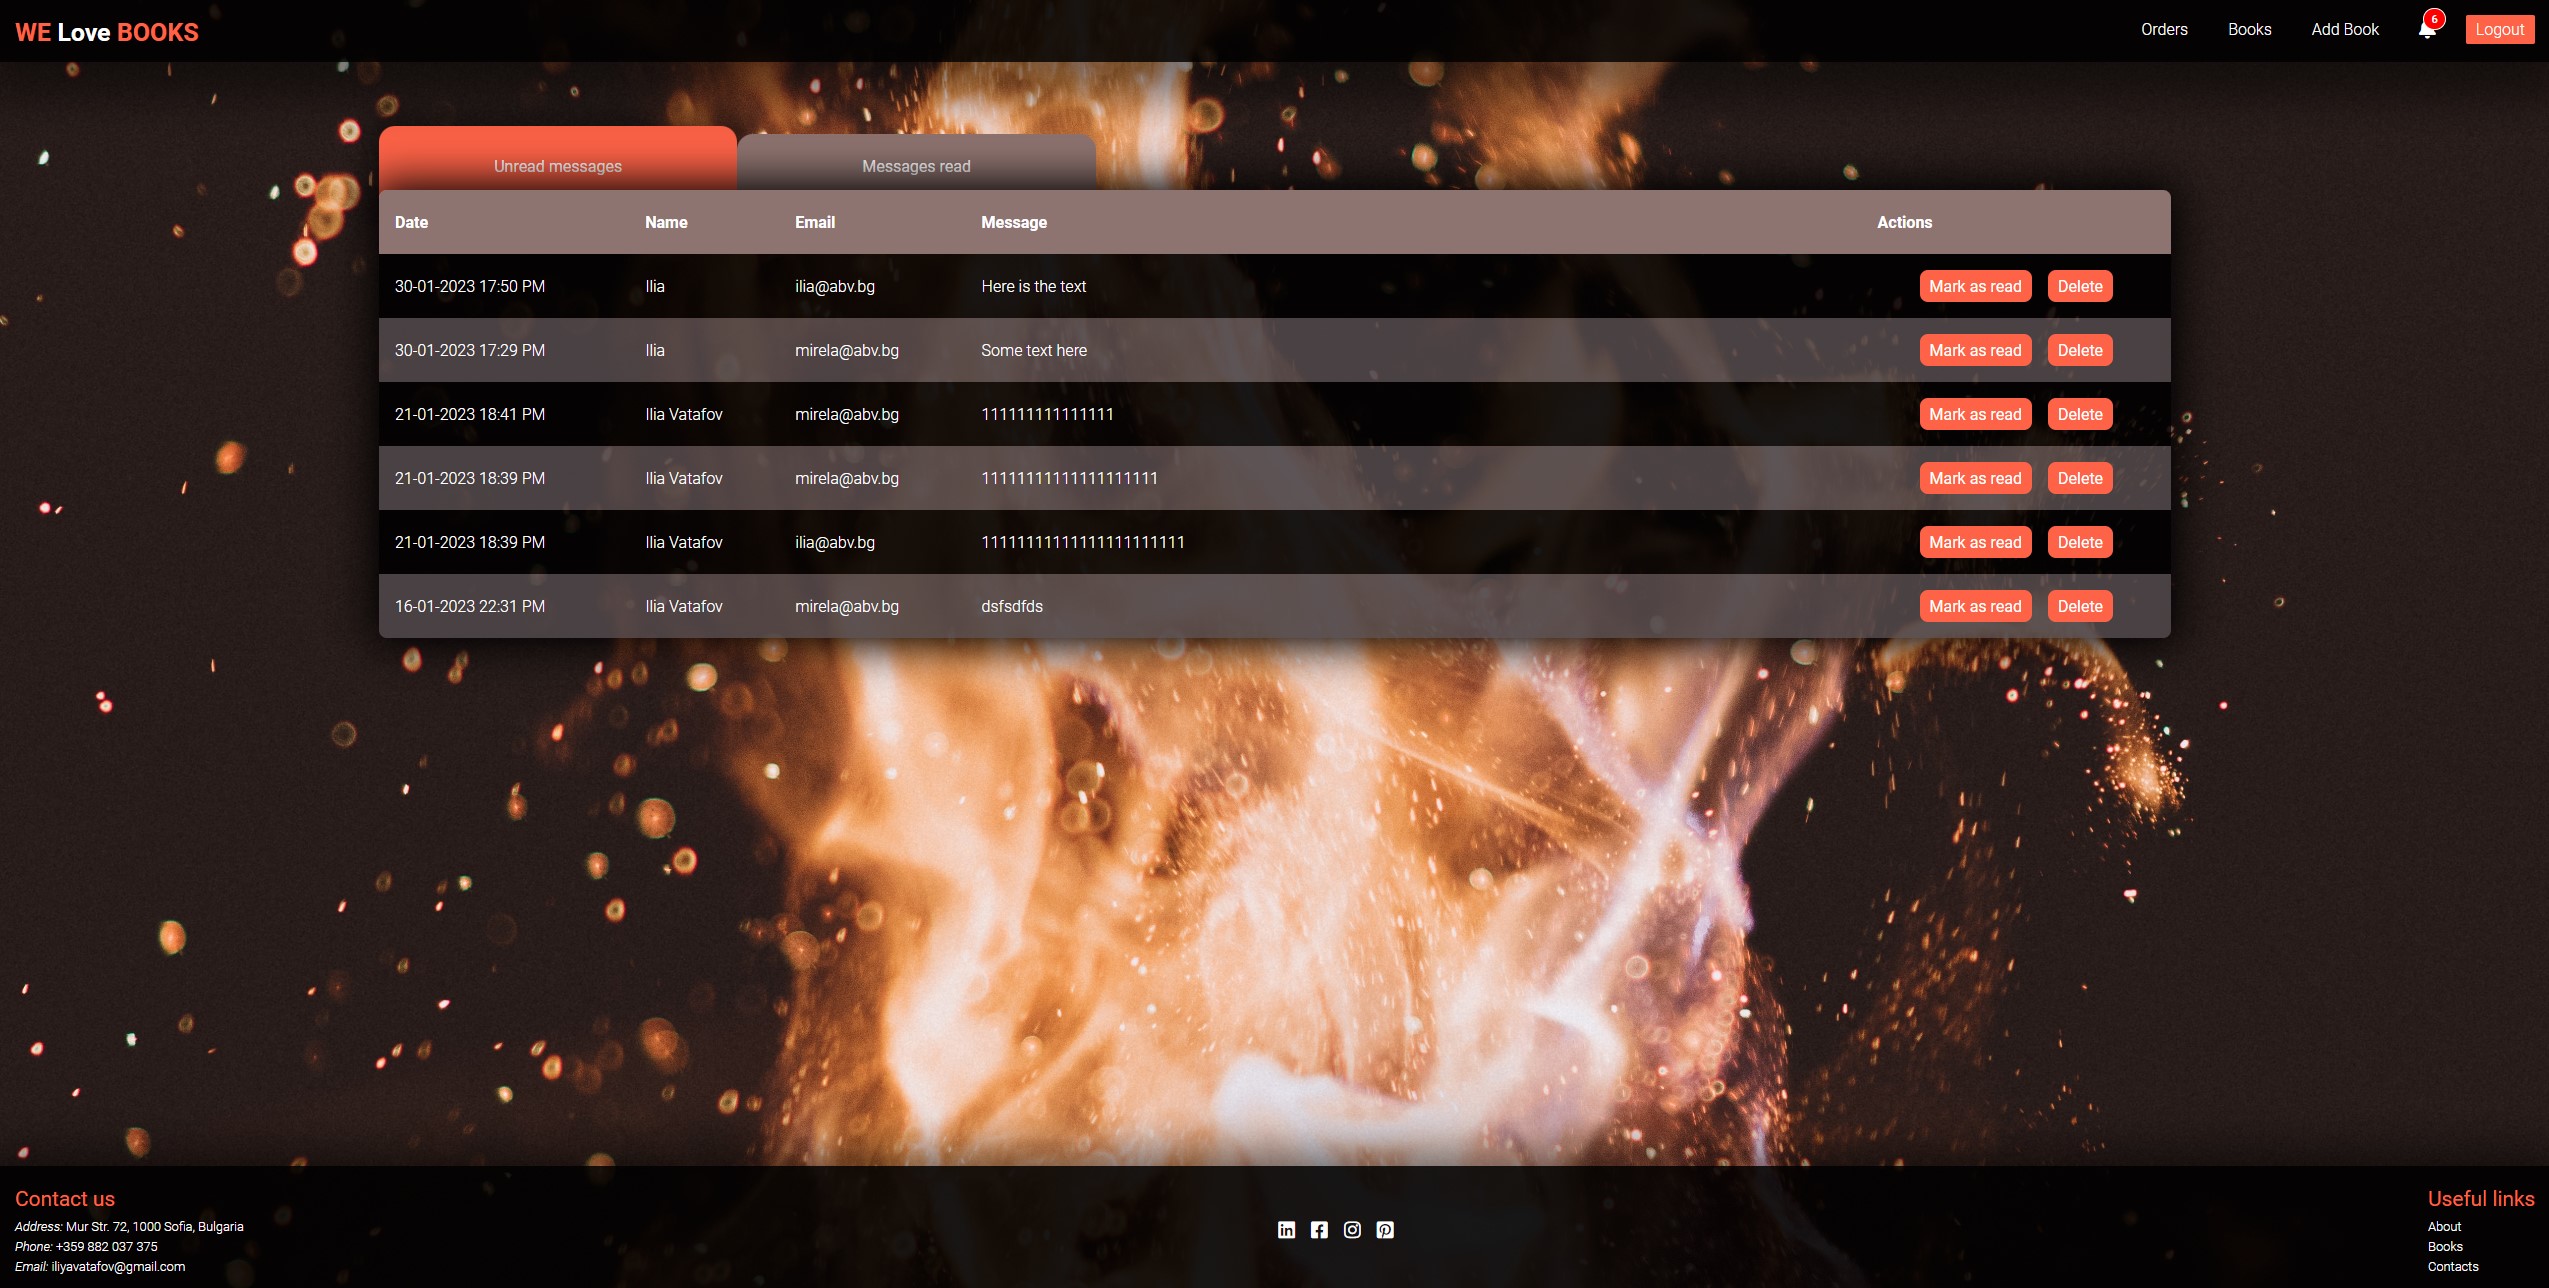 WE Love BOOKS
Orders Books Add Book 6 Logout
Unread messages Messages read
Date Name Email Message Actions
30-01-2023 17:50 PM Ilia ilia@abv.bg Here is the text Mark as read Delete
30-01-2023 17:29 PM Ilia mirela@abv.bg Some text here Mark as read Delete
21-01-2023 18:41 PM Ilia Vatafov mirela@abv.bg 111111111111111 Mark as read Delete
21-01-2023 18:39 PM Ilia Vatafov mirela@abv.bg 11111111111111111111 Mark as read Delete
21-01-2023 18:39 PM Ilia Vatafov ilia@abv.bg 11111111111111111111111 Mark as read Delete
16-01-2023 22:31 PM Ilia Vatafov mirela@abv.bg dsfsdfds Mark as read Delete
Contact us
Address: Mur Str. 72, 1000 Sofia, Bulgaria
Phone: +359 882 037 375
Email: iliyavatafov@gmail.com
Useful links
About
Books
Contacts